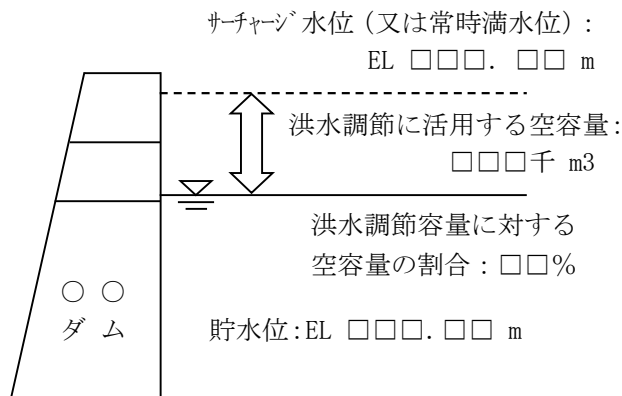 サーチャージ水位(又は常時満水位):
EL □□□. □□ m
洪水調節に活用する空容量:
□□□千 m3
洪水調節容量に対する
空容量の割合:□□%
○○
ダム
貯水位:EL □□□.□□ m